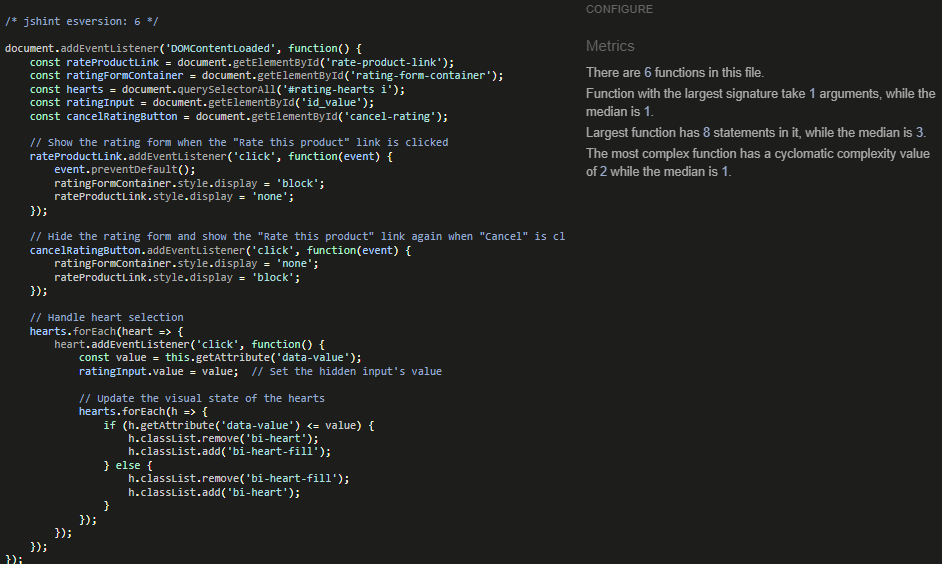 /* jshint esversion: 6 */
document.addEventListener('DOMContentLoaded', function() {
const rateProductLink = document.getElementById('rate-product-link');
const ratingFormContainer = document.getElementById('rating-form-container');
const hearts = document.querySelectorAll('#rating-hearts i');
const ratingInput = document.getElementById('id_value');
const cancelRatingButton = document.getElementById('cancel-rating');
// Show the rating form when the "Rate this product" link is clicked
rateProductLink.addEventListener('click', function(event) {
event.preventDefault();
ratingFormContainer.style.display = 'block';
rateProductLink.style.display = 'none';
});
// Hide the rating form and show the "Rate this product" link again when "Cancel" is cl
cancelRatingButton.addEventListener('click', function(event) {
ratingFormContainer.style.display = 'none';
rateProductLink.style.display = 'block';
});
// Handle heart selection
hearts.forEach(heart => {
heart.addEventListener('click', function() {
const value = this.getAttribute('data-value');
ratingInput.value = value;  // Set the hidden input's value
// Update the visual state of the hearts
hearts.forEach(h => {
if (h.getAttribute('data-value') <= value) {
h.classList.remove('bi-heart');
h.classList.add('bi-heart-fill');
} else {
h.classList.remove('bi-heart-fill');
h.classList.add('bi-heart');
}
});
});
});
});
CONFIGURE
Metrics
There are 6 functions in this file.
Function with the largest signature take 1 arguments, while the
median is 1.
Largest function has 8 statements in it, while the median is 3.
The most complex function has a cyclomatic complexity value
of 2 while the median is 1.